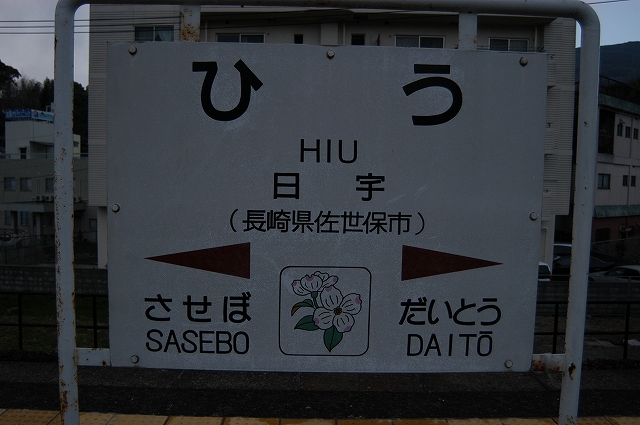 ひう
HIU
日宇
（長崎県佐世保市）
させぼ だいとう
SASEBO DAITŌ